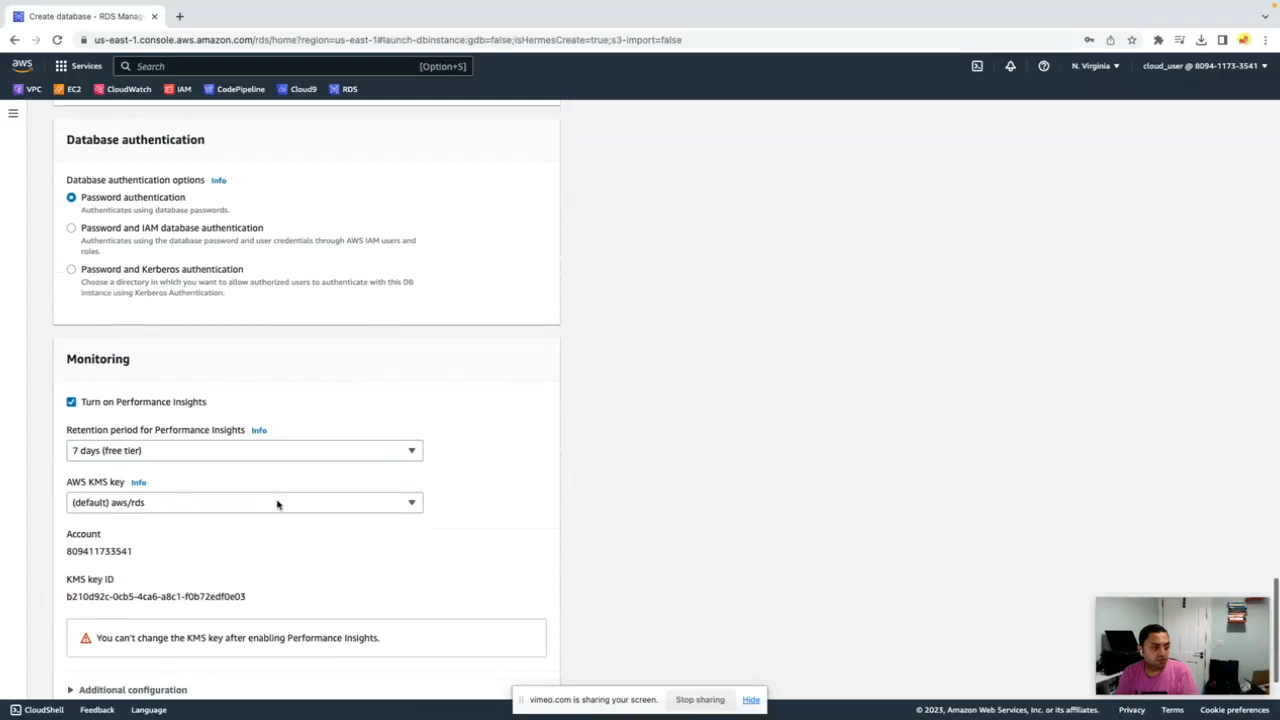 Create database - RDS Manag
us-east-1.console.aws.amazon.com/rds/home?region=us-east-1#launch-dbinstance:gdb=false;isHermesCreate=true;s3-import=false
aws
Services
Search
[Option+S]
N. Virginia
cloud_user @ 8094-1173-3541
VPC
EC2
CloudWatch
IAM
CodePipeline
Cloud9
RDS
Database authentication
Database authentication options Info
Password authentication
Authenticates using database passwords.
Password and IAM database authentication
Authenticates using the database password and user credentials through AWS IAM users and
roles.
Password and Kerberos authentication
Choose a directory in which you want to allow authorized users to authenticate with this DB
instance using Kerberos Authentication.
Monitoring
Turn on Performance Insights
Retention period for Performance Insights Info
7 days (free tier)
AWS KMS key Info
(default) aws/rds
Account
809411733541
KMS key ID
b210d92c-0cb5-4ca6-a8c1-f0b72edf0e03
You can't change the KMS key after enabling Performance Insights.
Additional configuration
vimeo.com is sharing your screen.
Stop sharing
Hide
CloudShell
Feedback
Language
© 2023, Amazon Web Services, Inc. or its affiliates.
Privacy
Terms
Cookie preferences